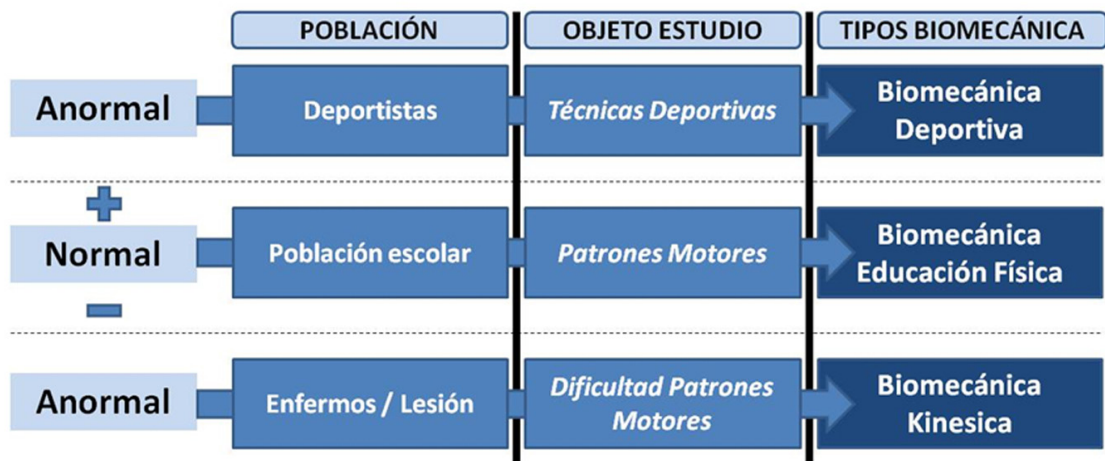 POBLACIÓN
OBJETO ESTUDIO
TIPOS BIOMECÁNICA
Anormal
Deportistas
Técnicas Deportivas
Biomecánica
Deportiva
+
Normal
Población escolar
Patrones Motores
Biomecánica
Educación Física
-
Anormal
Enfermos / Lesión
Dificultad Patrones
Motores
Biomecánica
Kinesica